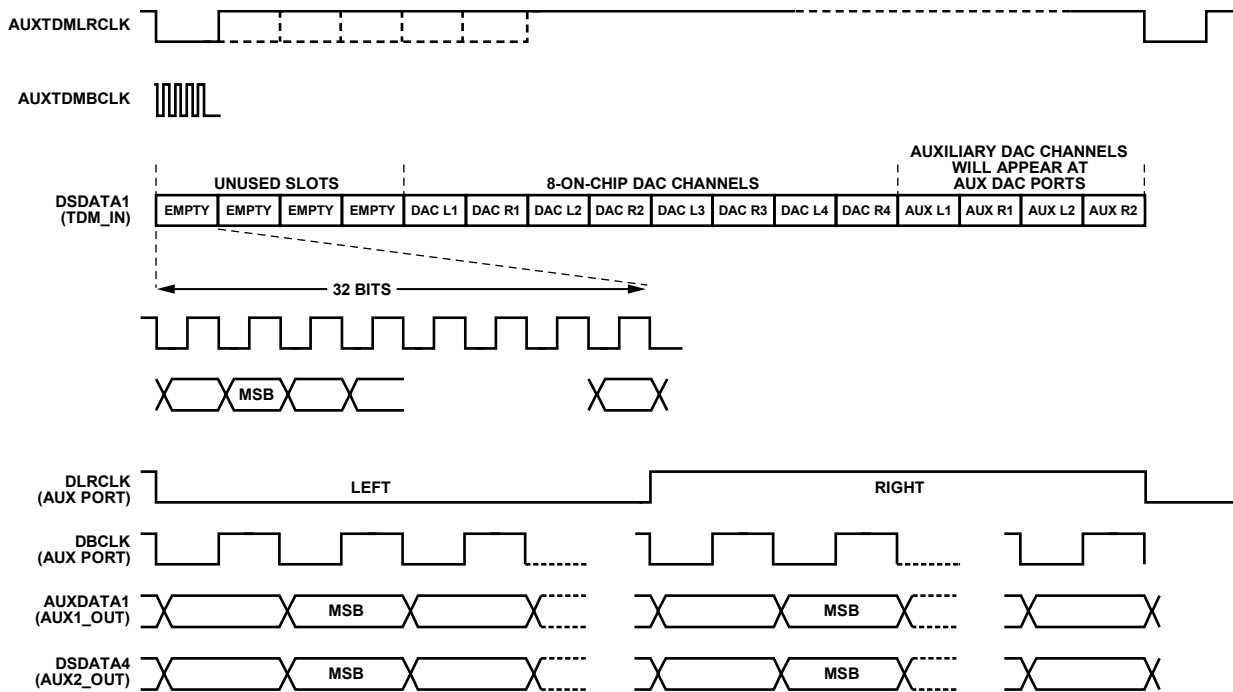 AUXTDMLRCLK
AUXTDMBCLK
AUXILIARY DAC CHANNELS
WILL APPEAR AT
AUX DAC PORTS
UNUSED SLOTS
8-ON-CHIP DAC CHANNELS
DSDATA1
(TDM_IN)
EMPTY EMPTY EMPTY EMPTY DAC L1 DAC R1 DAC L2 DAC R2 DAC L3 DAC R3 DAC L4 DAC R4 AUX L1 AUX R1 AUX L2 AUX R2
32 BITS
MSB
DLRCLK
(AUX PORT)
LEFT
RIGHT
DBCLK
(AUX PORT)
AUXDATA1
(AUX1_OUT)
MSB
MSB
DSDATA4
(AUX2_OUT)
MSB
MSB